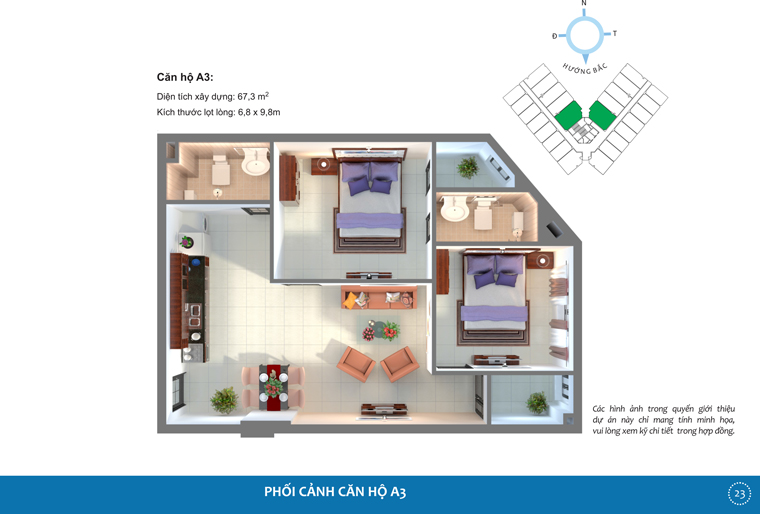 N
Đ
T
HƯỚNG BẮC
Căn hộ A3:
Diện tích xây dựng: 67,3 m²
Kích thước lọt lòng: 6,8 x 9,8m
Các hình ảnh trong quyển giới thiệu
dự án này chỉ mang tính minh họa,
vui lòng xem kỹ chi tiết trong hợp đồng.
PHỐI CẢNH CĂN HỘ A3
23